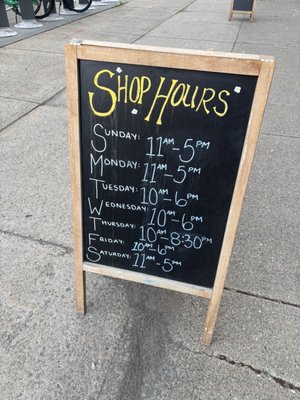 SHOP HOURS
SUNDAY: 11AM-5PM
MONDAY: 11AM-5PM
TUESDAY: 10AM-6PM
WEDNESDAY: 10AM-6PM
THURSDAY: 10AM-8:30PM
FRIDAY: 10AM-6PM
SATURDAY: 11AM-5PM